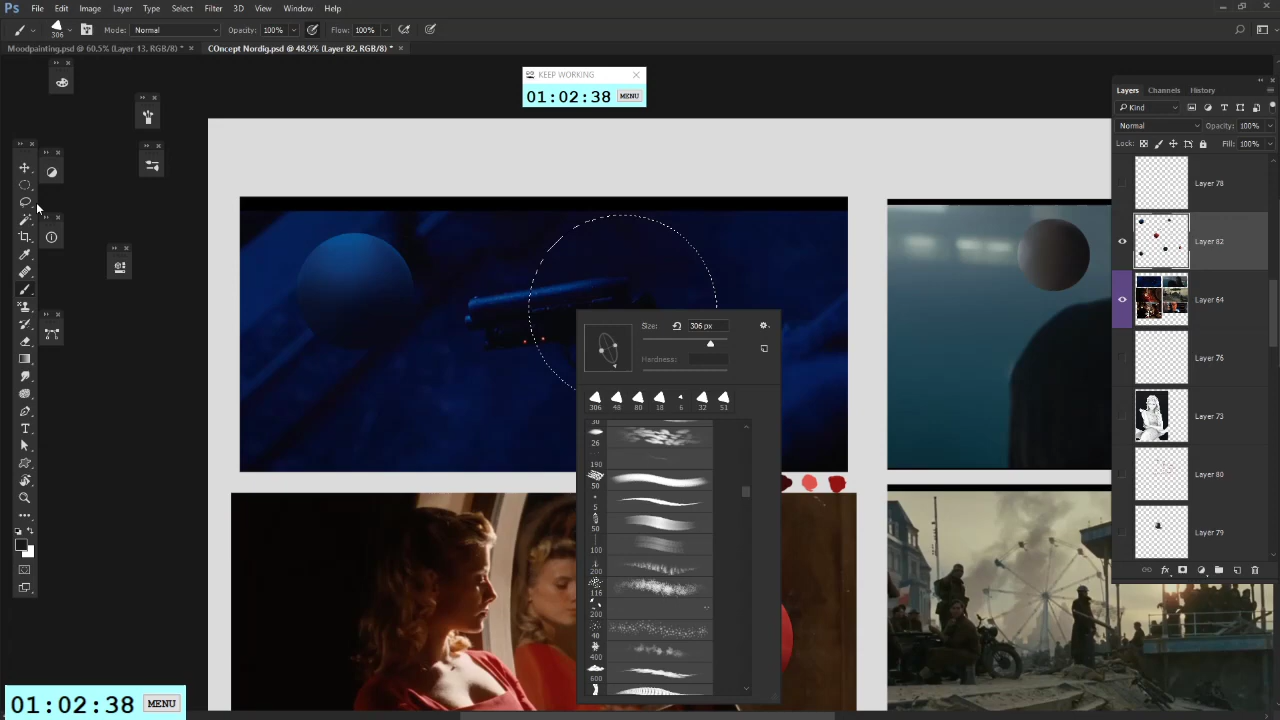 Ps File Edit Image Layer Type Select Filter 3D View Window Help
306 Mode: Normal Opacity: 100% Flow: 100%
Moodpainting.psd @ 60.5% (Layer 13, RGB/8) * × COncept Nordig.psd @ 48.9% (Layer 82, RGB/8) * ×
KEEP WORKING
01:02:38 MENU
Layers Channels History
Kind
Normal Opacity: 100%
Lock: Fill: 100%
Layer 78
Layer 82
Layer 64
Layer 76
Layer 73
Layer 80
Layer 79
Size: 306 px
Hardness:
306 48 80 18 6 32 51
30
26
190
50
5
50
100
200
116
200
40
400
600
01:02:38 MENU